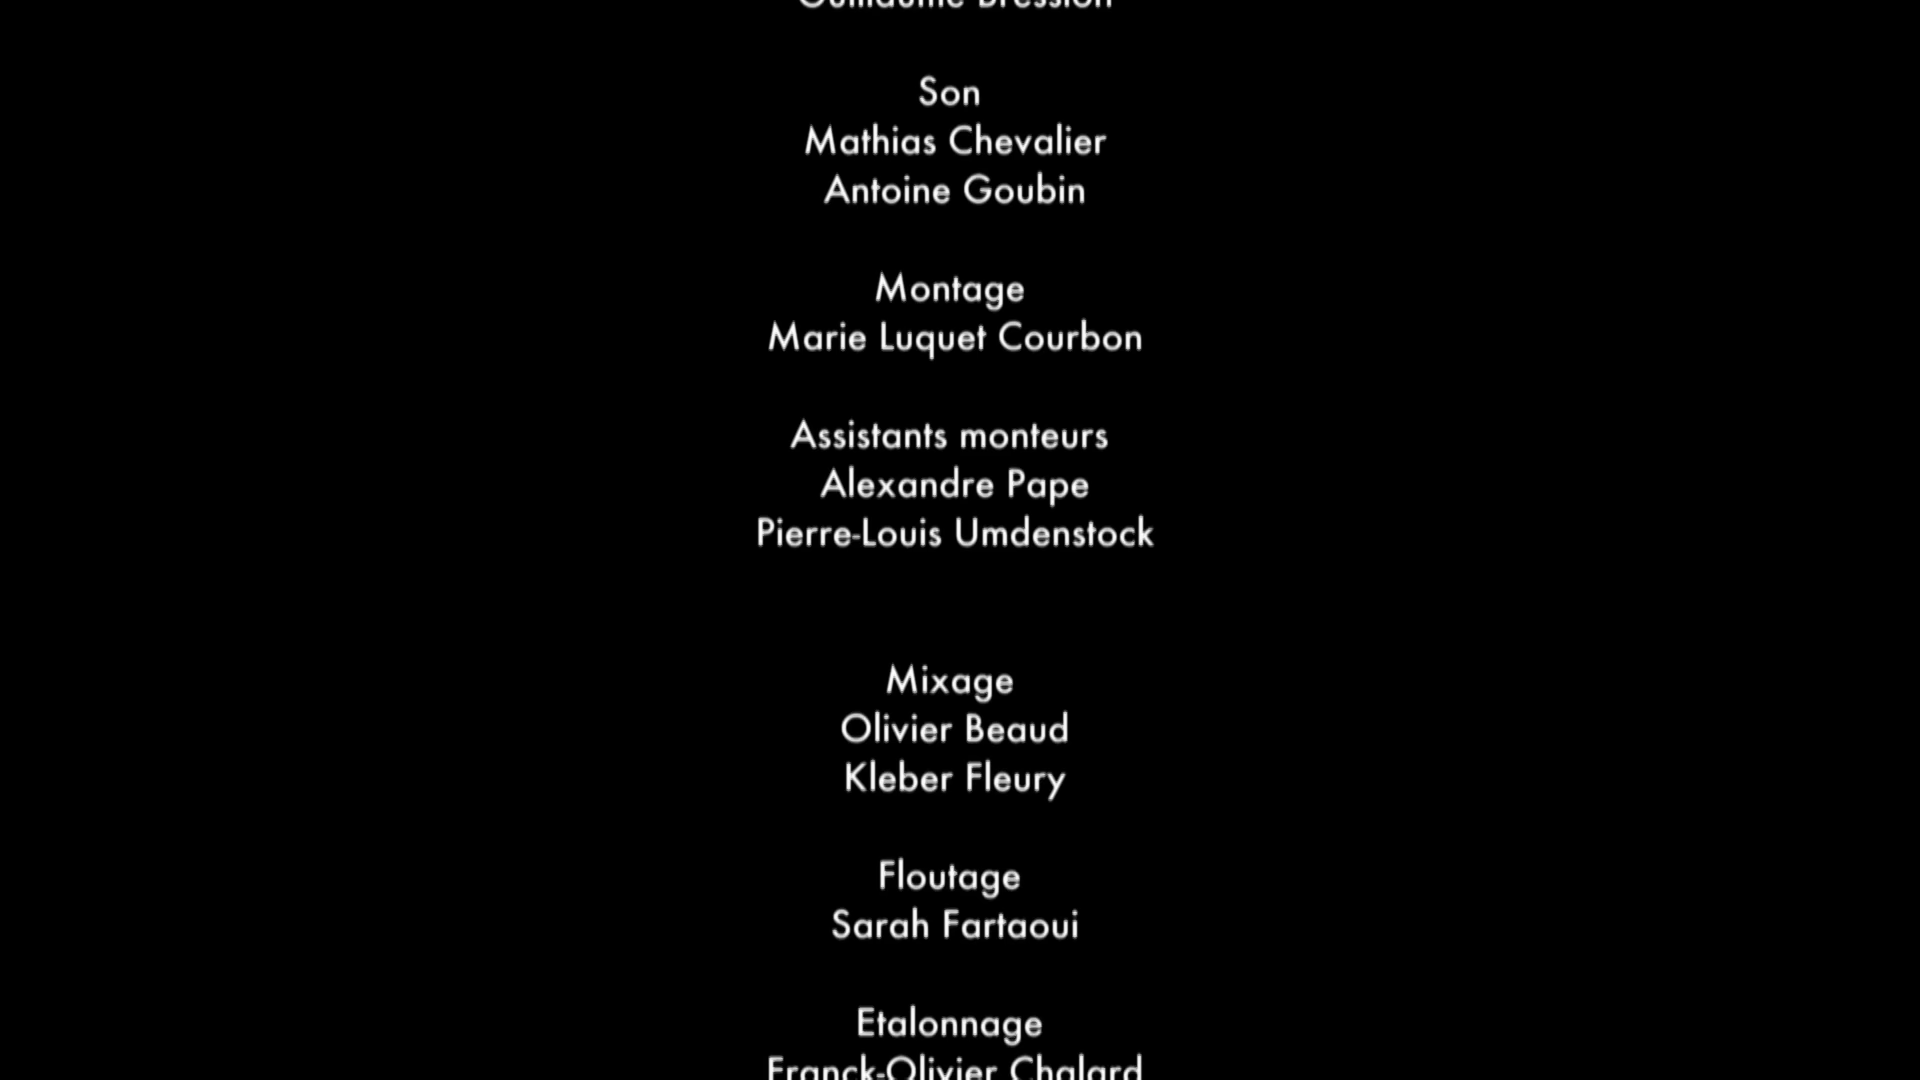 Guillaume Bression
Son
Mathias Chevalier
Antoine Goubin
Montage
Marie Luquet Courbon
Assistants monteurs
Alexandre Pape
Pierre-Louis Umdenstock
Mixage
Olivier Beaud
Kleber Fleury
Floutage
Sarah Fartaoui
Etalonnage
Franck-Olivier Chalard